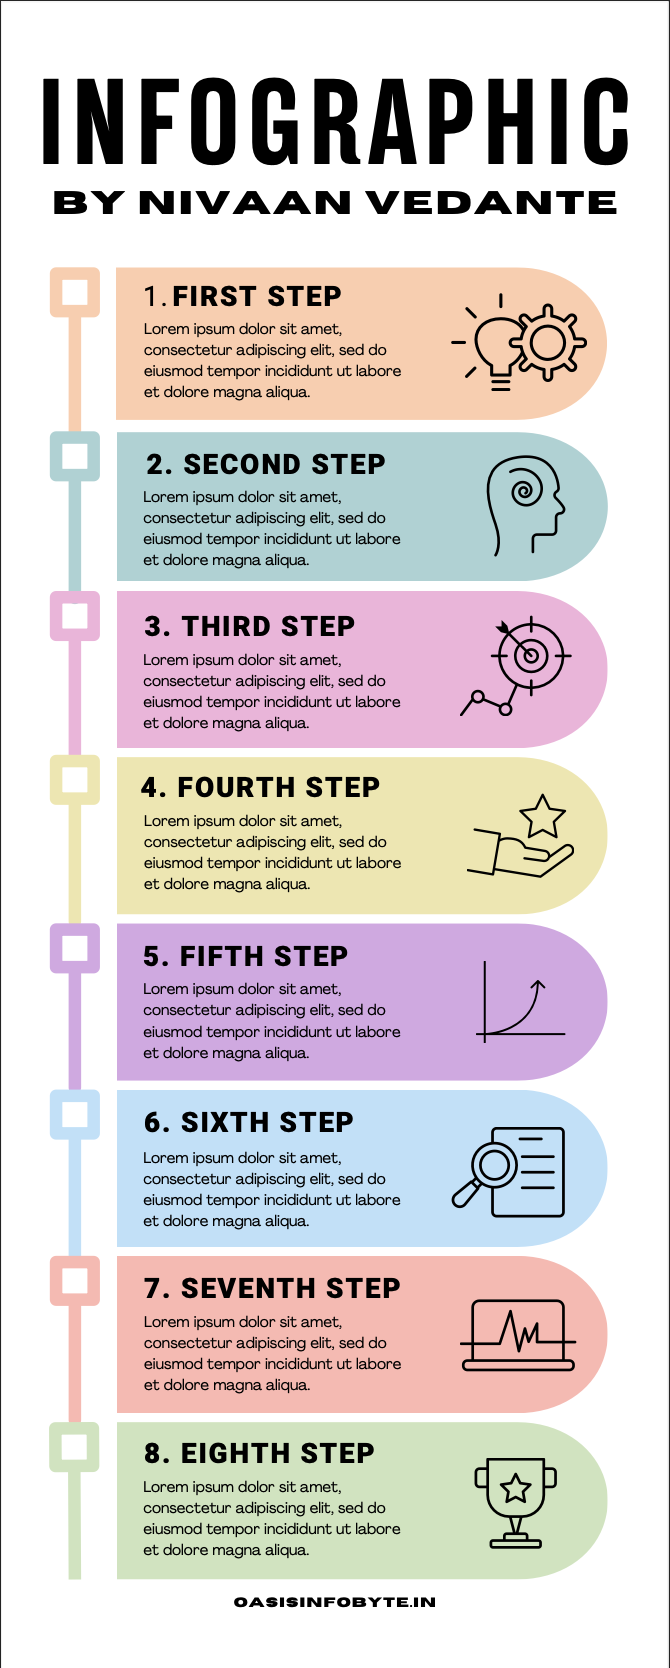 INFOGRAPHIC
BY NIVAAN VEDANTE
1. FIRST STEP
Lorem ipsum dolor sit amet,
consectetur adipiscing elit, sed do
eiusmod tempor incididunt ut labore
et dolore magna aliqua.
2. SECOND STEP
Lorem ipsum dolor sit amet,
consectetur adipiscing elit, sed do
eiusmod tempor incididunt ut labore
et dolore magna aliqua.
3. THIRD STEP
Lorem ipsum dolor sit amet,
consectetur adipiscing elit, sed do
eiusmod tempor incididunt ut labore
et dolore magna aliqua.
4. FOURTH STEP
Lorem ipsum dolor sit amet,
consectetur adipiscing elit, sed do
eiusmod tempor incididunt ut labore
et dolore magna aliqua.
5. FIFTH STEP
Lorem ipsum dolor sit amet,
consectetur adipiscing elit, sed do
eiusmod tempor incididunt ut labore
et dolore magna aliqua.
6. SIXTH STEP
Lorem ipsum dolor sit amet,
consectetur adipiscing elit, sed do
eiusmod tempor incididunt ut labore
et dolore magna aliqua.
7. SEVENTH STEP
Lorem ipsum dolor sit amet,
consectetur adipiscing elit, sed do
eiusmod tempor incididunt ut labore
et dolore magna aliqua.
8. EIGHTH STEP
Lorem ipsum dolor sit amet,
consectetur adipiscing elit, sed do
eiusmod tempor incididunt ut labore
et dolore magna aliqua.
OASISINFOBYTE.IN